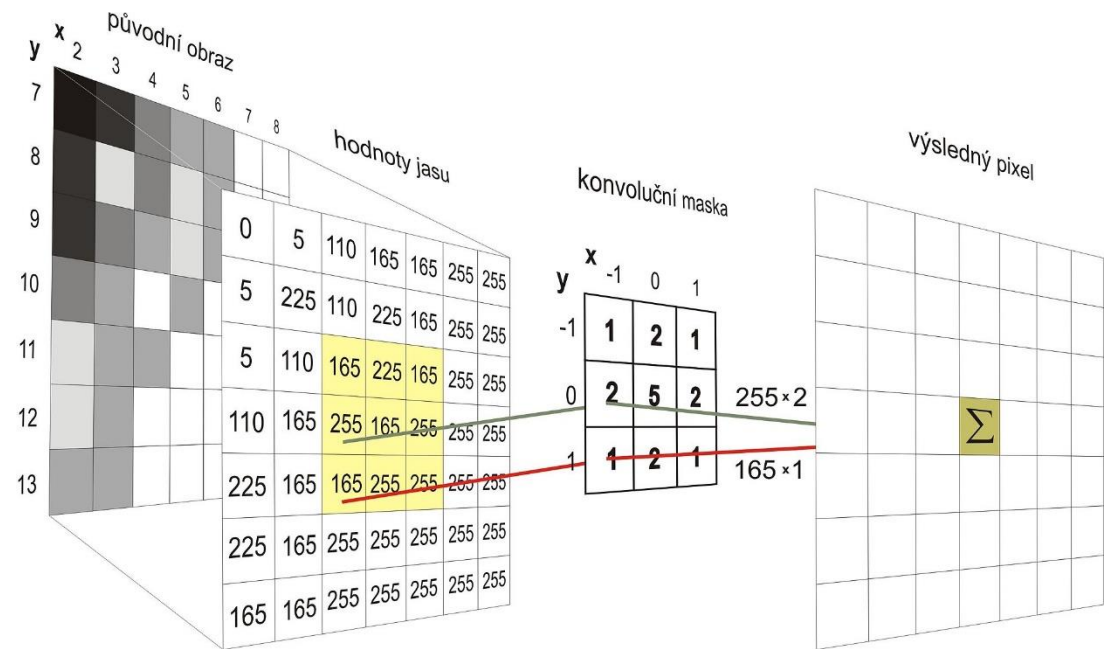 původní obraz
x
y
2 3 4 5 6 7 8
7
8
9
10
11
12
13
hodnoty jasu
0 5 110 165 165 255 255
5 225 110 225 165 255 255
5 110 165 225 165 255 255
110 165 255 165 255 255 255
225 165 165 255 255 255 255
225 165 255 255 255 255 255
165 165 255 255 255 255 255
konvoluční maska
x
y
-1 0 1
-1 1 2 1
0 2 5 2
1 1 2 1
255×2
165×1
výsledný pixel
Σ